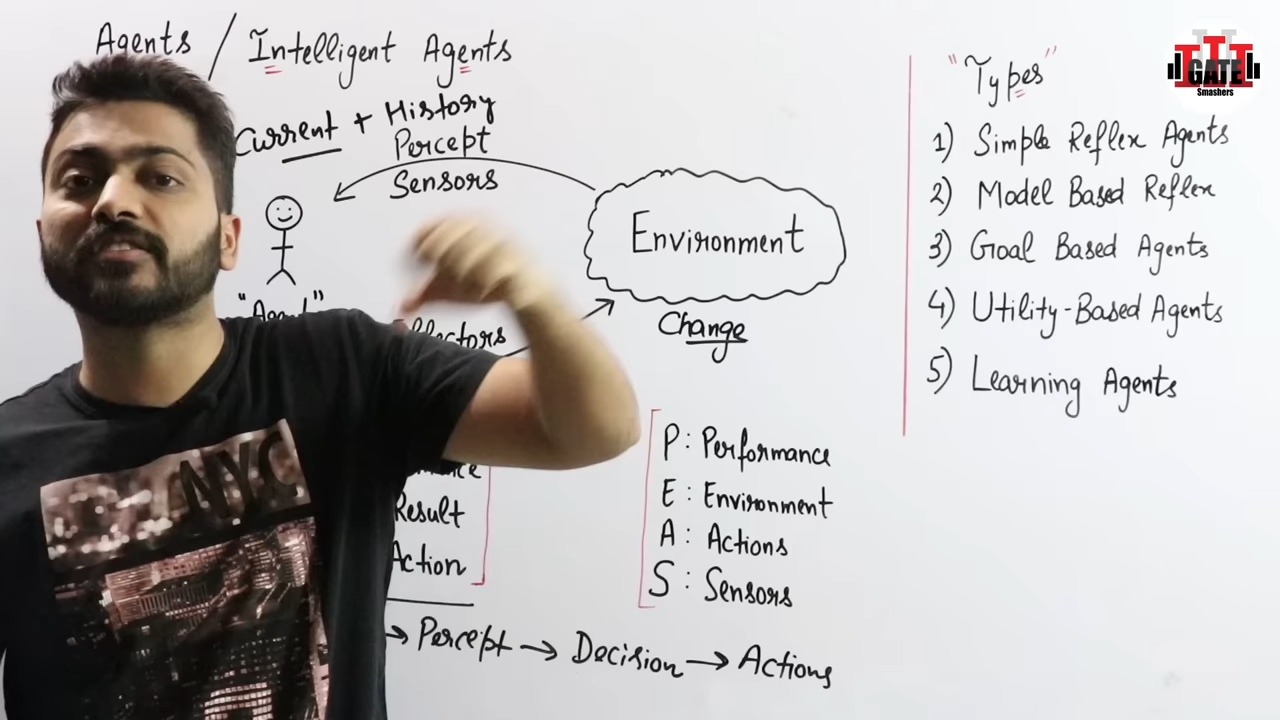 Agents / Intelligent Agents
Current + History
Percept
Sensors
"Agent"
Environment
Change
Result
Action
P : Performance
E : Environment
A : Actions
S : Sensors
→ Percept → Decision → Actions
"Types"
1) Simple Reflex Agents
2) Model Based Reflex
3) Goal Based Agents
4) Utility-Based Agents
5) Learning Agents
GATE
Smashers
NYC